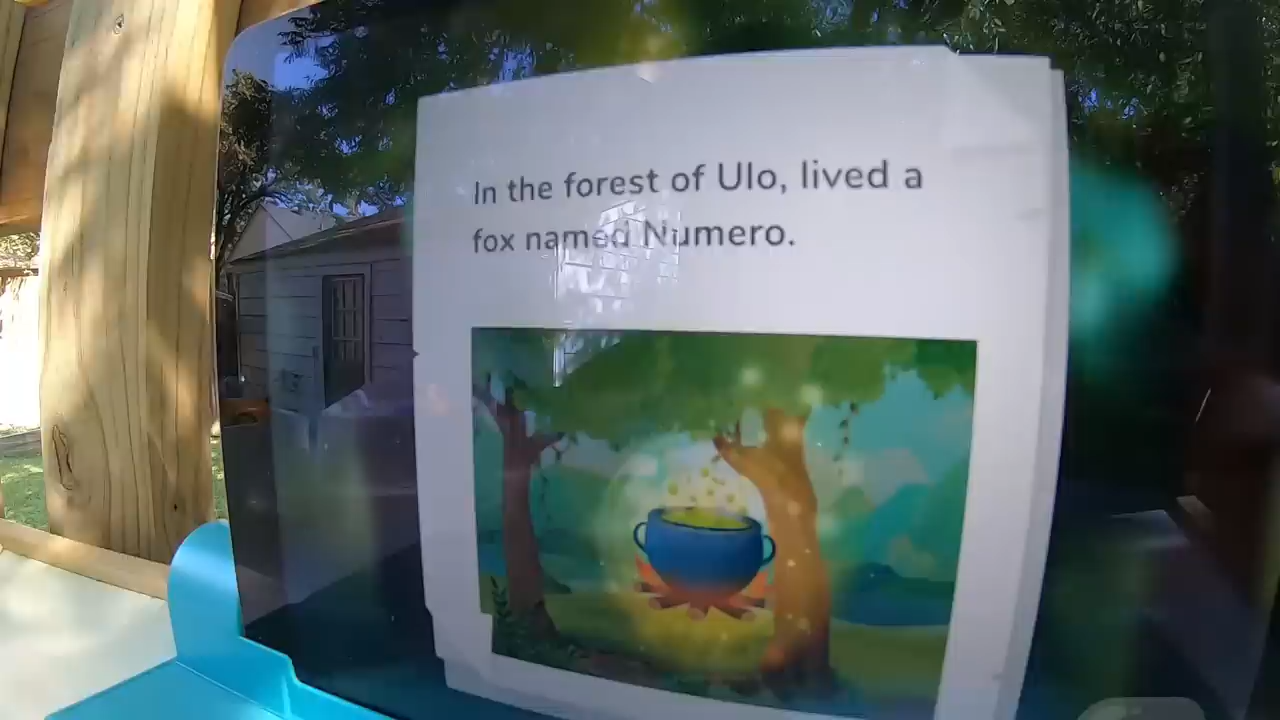 In the forest of Ulo, lived a
fox named Numero.